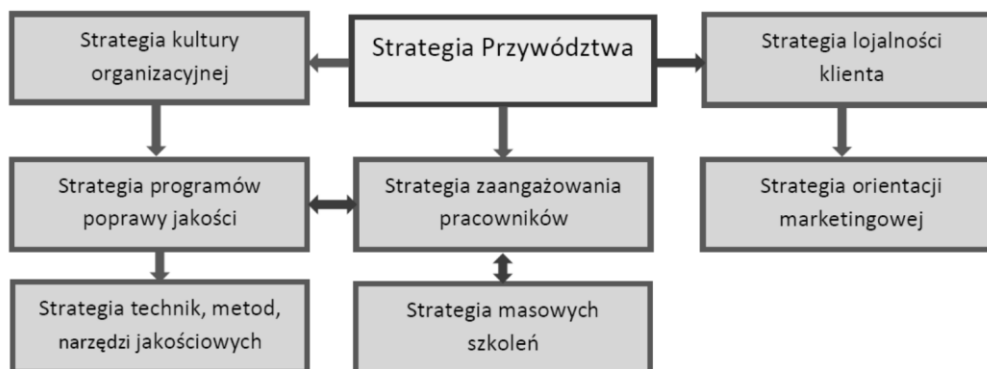 Strategia kultury
organizacyjnej
Strategia Przywództwa
Strategia lojalności
klienta
Strategia programów
poprawy jakości
Strategia zaangażowania
pracowników
Strategia orientacji
marketingowej
Strategia technik, metod,
narzędzi jakościowych
Strategia masowych
szkoleń